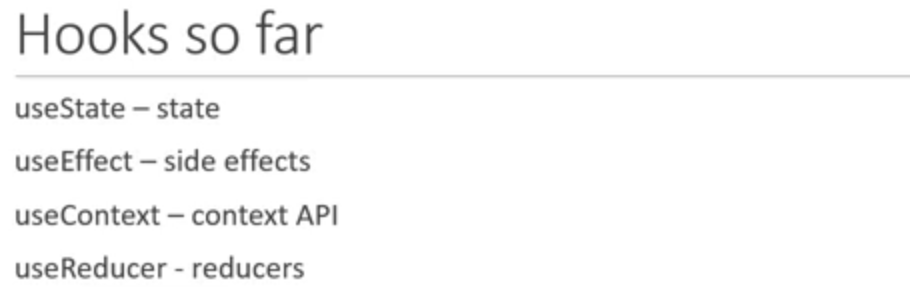 Hooks so far
useState – state
useEffect – side effects
useContext – context API
useReducer - reducers